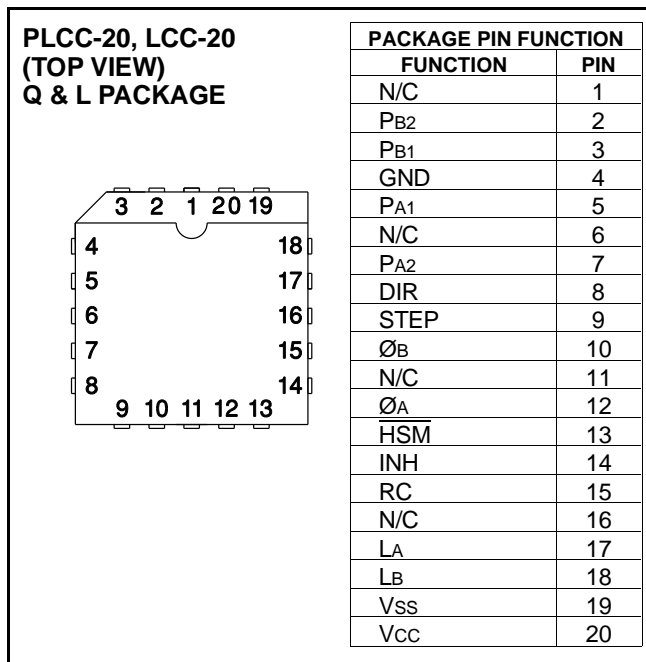 PLCC-20, LCC-20
(TOP VIEW)
Q & L PACKAGE
3 2 1 20 19
4 18
5 17
6 16
7 15
8 14
9 10 11 12 13
PACKAGE PIN FUNCTION
FUNCTION PIN
N/C 1
PB2 2
PB1 3
GND 4
PA1 5
N/C 6
PA2 7
DIR 8
STEP 9
ØB 10
N/C 11
ØA 12
H̅S̅M̅ 13
INH 14
RC 15
N/C 16
LA 17
LB 18
VSS 19
VCC 20